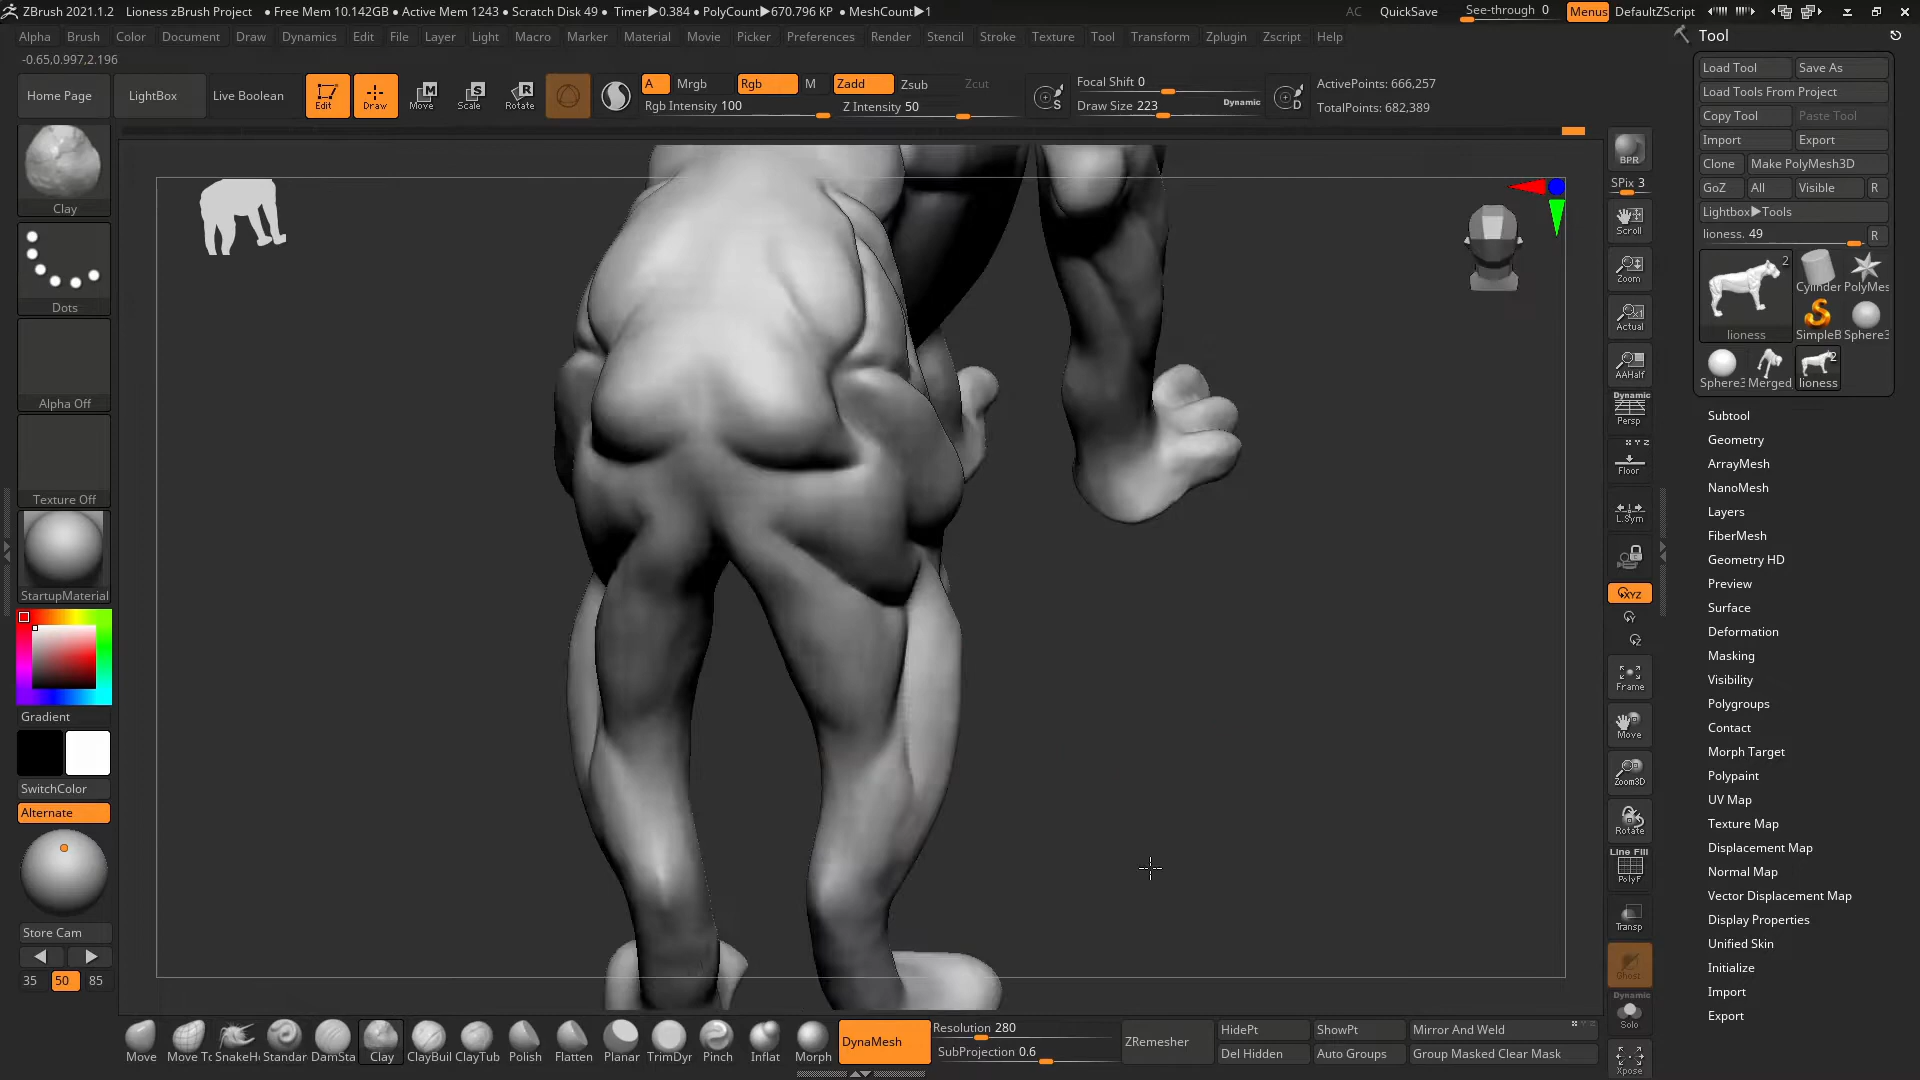 ZBrush 2021.1.2 Lioness zBrush Project • Free Mem 10.142GB • Active Mem 1243 • Scratch Disk 49 • Timer▶0.384 • PolyCount▶670.796 KP • MeshCount▶1 AC QuickSave See-through 0 Menus DefaultZScript
Alpha Brush Color Document Draw Dynamics Edit File Layer Light Macro Marker Material Movie Picker Preferences Render Stencil Stroke Texture Tool Transform Zplugin Zscript Help
-0.65,0.997,2.196
Home Page LightBox Live Boolean Edit Draw Move Scale Rotate
A Mrgb Rgb M Zadd Zsub Zcut
Rgb Intensity 100 Z Intensity 50
Focal Shift 0
Draw Size 223 Dynamic
ActivePoints: 666,257
TotalPoints: 682,389
Clay
Dots
Alpha Off
Texture Off
StartupMaterial
Gradient
SwitchColor
Alternate
Store Cam
35 50 85
BPR
SPix 3
Scroll
Zoom
Actual
AAHalf
Dynamic
Persp
Floor
L.Sym
XYZ
Y
Z
Frame
Move
Zoom3D
Rotate
Line Fill
PolyF
Transp
Ghost
Dynamic
Solo
Xpose
Tool
Load Tool Save As
Load Tools From Project
Copy Tool Paste Tool
Import Export
Clone Make PolyMesh3D
GoZ All Visible R
Lightbox▶Tools
lioness. 49 R
2
Cylinder PolyMes
lioness SimpleB Sphere3
2
Sphere3 Merged lioness
Subtool
Geometry
ArrayMesh
NanoMesh
Layers
FiberMesh
Geometry HD
Preview
Surface
Deformation
Masking
Visibility
Polygroups
Contact
Morph Target
Polypaint
UV Map
Texture Map
Displacement Map
Normal Map
Vector Displacement Map
Display Properties
Unified Skin
Initialize
Import
Export
Move Move To SnakeH Standar DamSta Clay ClayBuil ClayTub Polish Flatten Planar TrimDyr Pinch Inflat Morph
DynaMesh
Resolution 280
SubProjection 0.6
ZRemesher
HidePt ShowPt Mirror And Weld
Del Hidden Auto Groups Group Masked Clear Mask